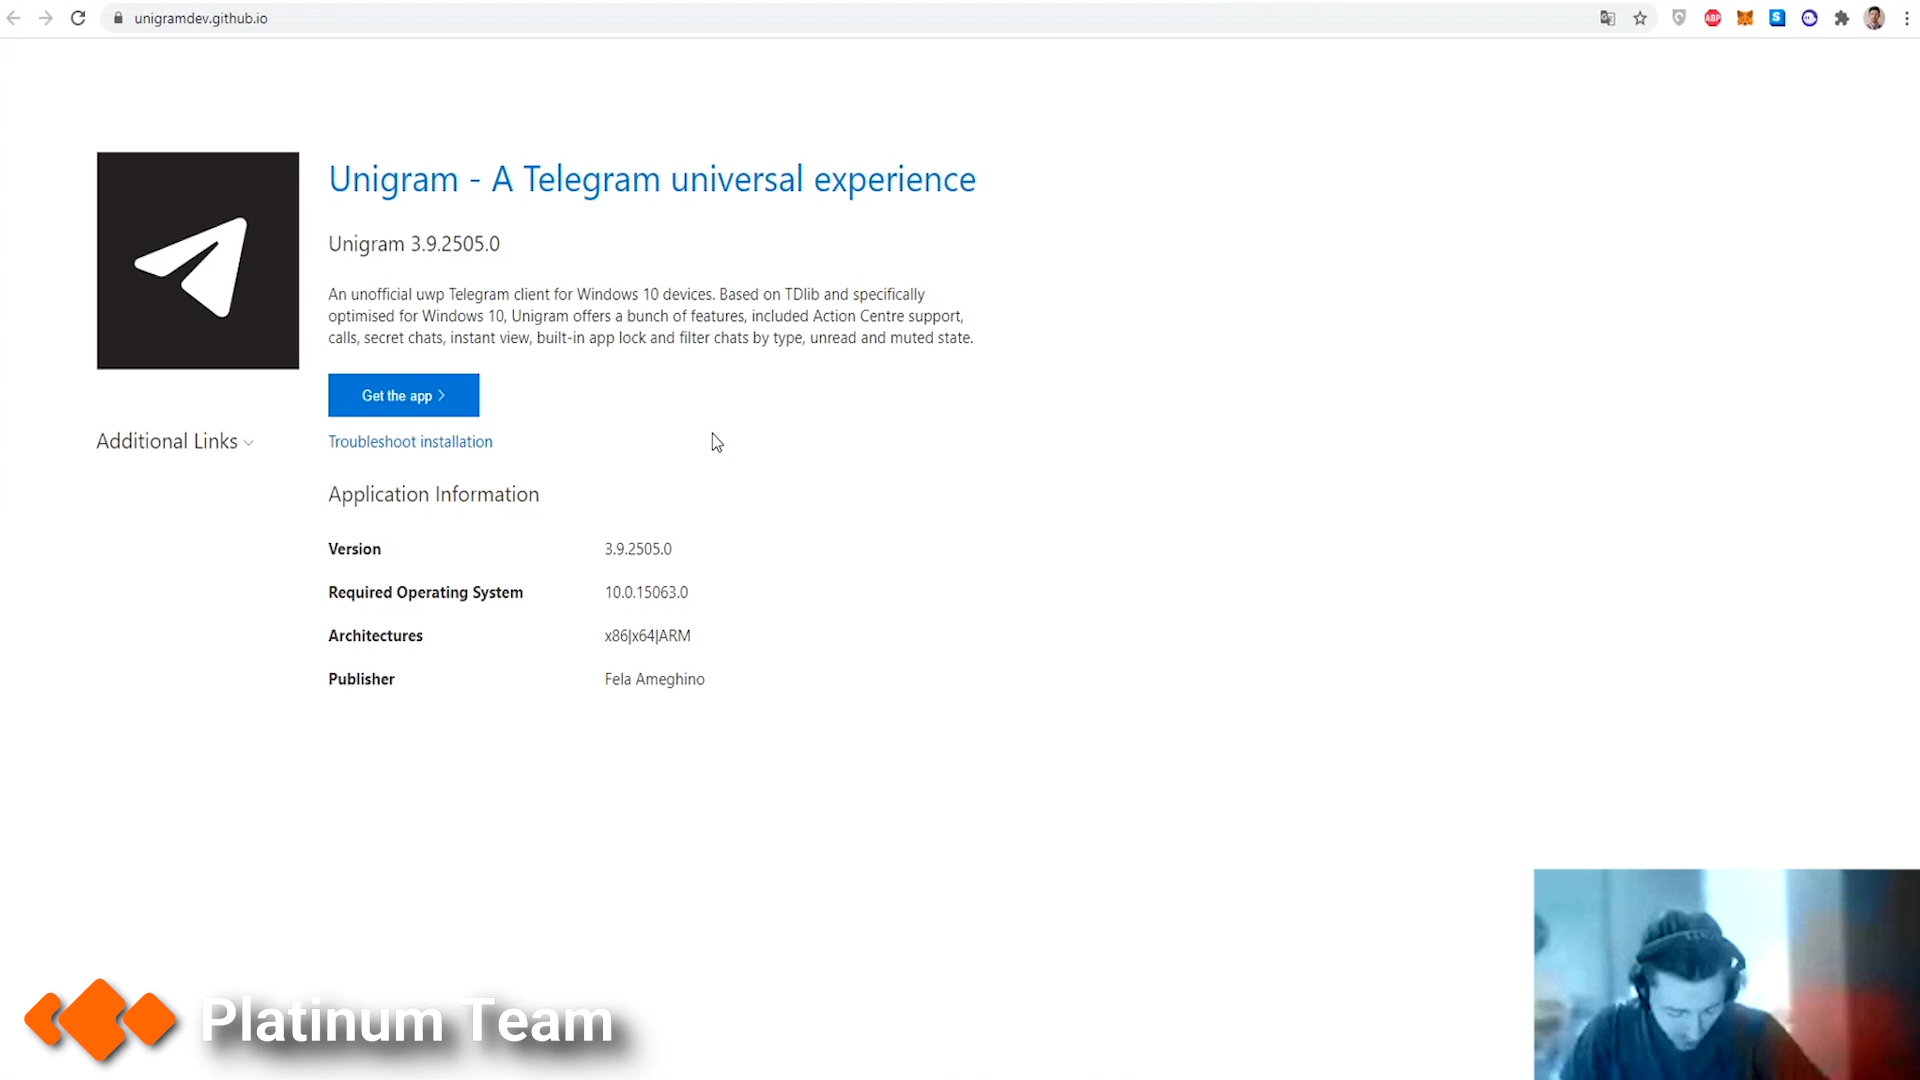 unigramdev.github.io
ABP
S
Unigram - A Telegram universal experience
Unigram 3.9.2505.0
An unofficial uwp Telegram client for Windows 10 devices. Based on TDlib and specifically
optimised for Windows 10, Unigram offers a bunch of features, included Action Centre support,
calls, secret chats, instant view, built-in app lock and filter chats by type, unread and muted state.
Get the app
Additional Links
Troubleshoot installation
Application Information
Version 3.9.2505.0
Required Operating System 10.0.15063.0
Architectures x86|x64|ARM
Publisher Fela Ameghino
Platinum Team